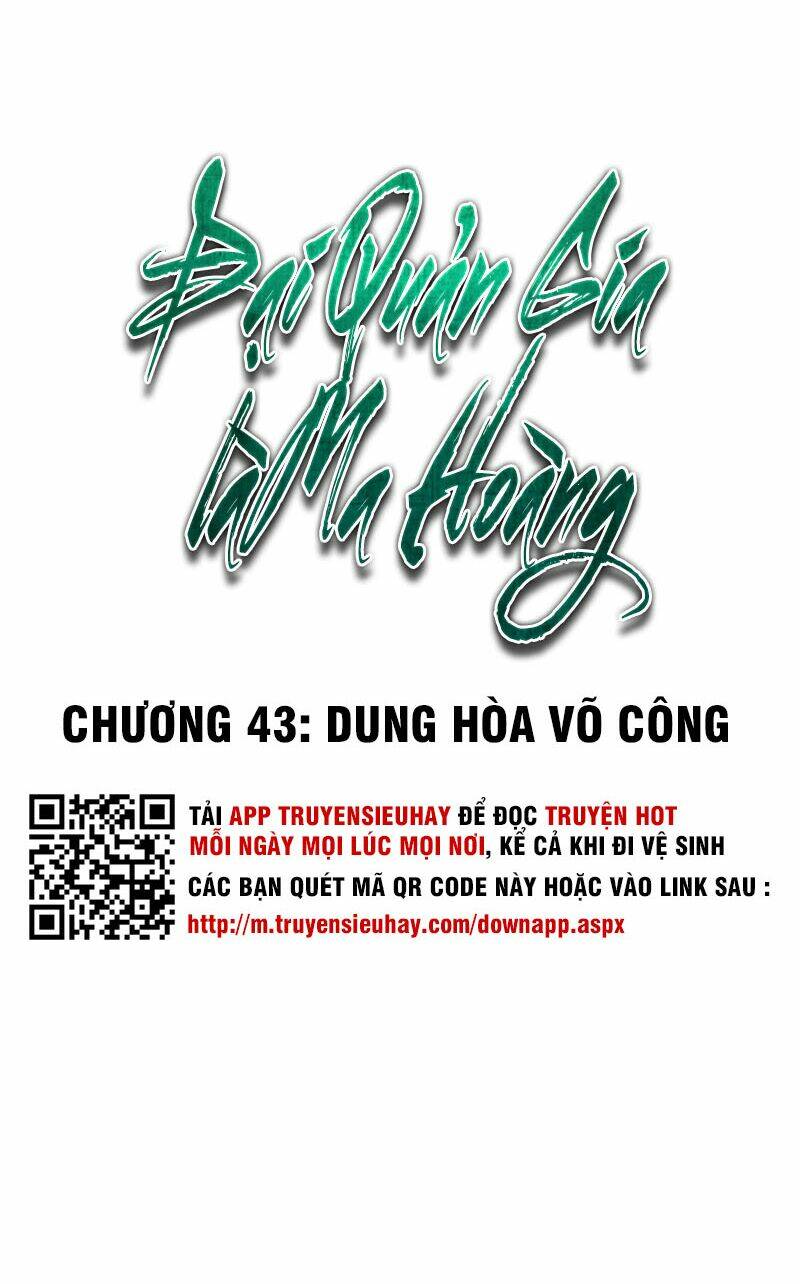 Đại Quản Gia
là Ma Hoàng
CHƯƠNG 43: DUNG HÒA VÕ CÔNG
TẢI APP TRUYENSIEUHAY ĐỂ ĐỌC TRUYỆN HOT
MỖI NGÀY MỌI LÚC MỌI NƠI, KỂ CẢ KHI ĐI VỆ SINH
CÁC BẠN QUÉT MÃ QR CODE NÀY HOẶC VÀO LINK SAU :
http://m.truyensieuhay.com/downapp.aspx